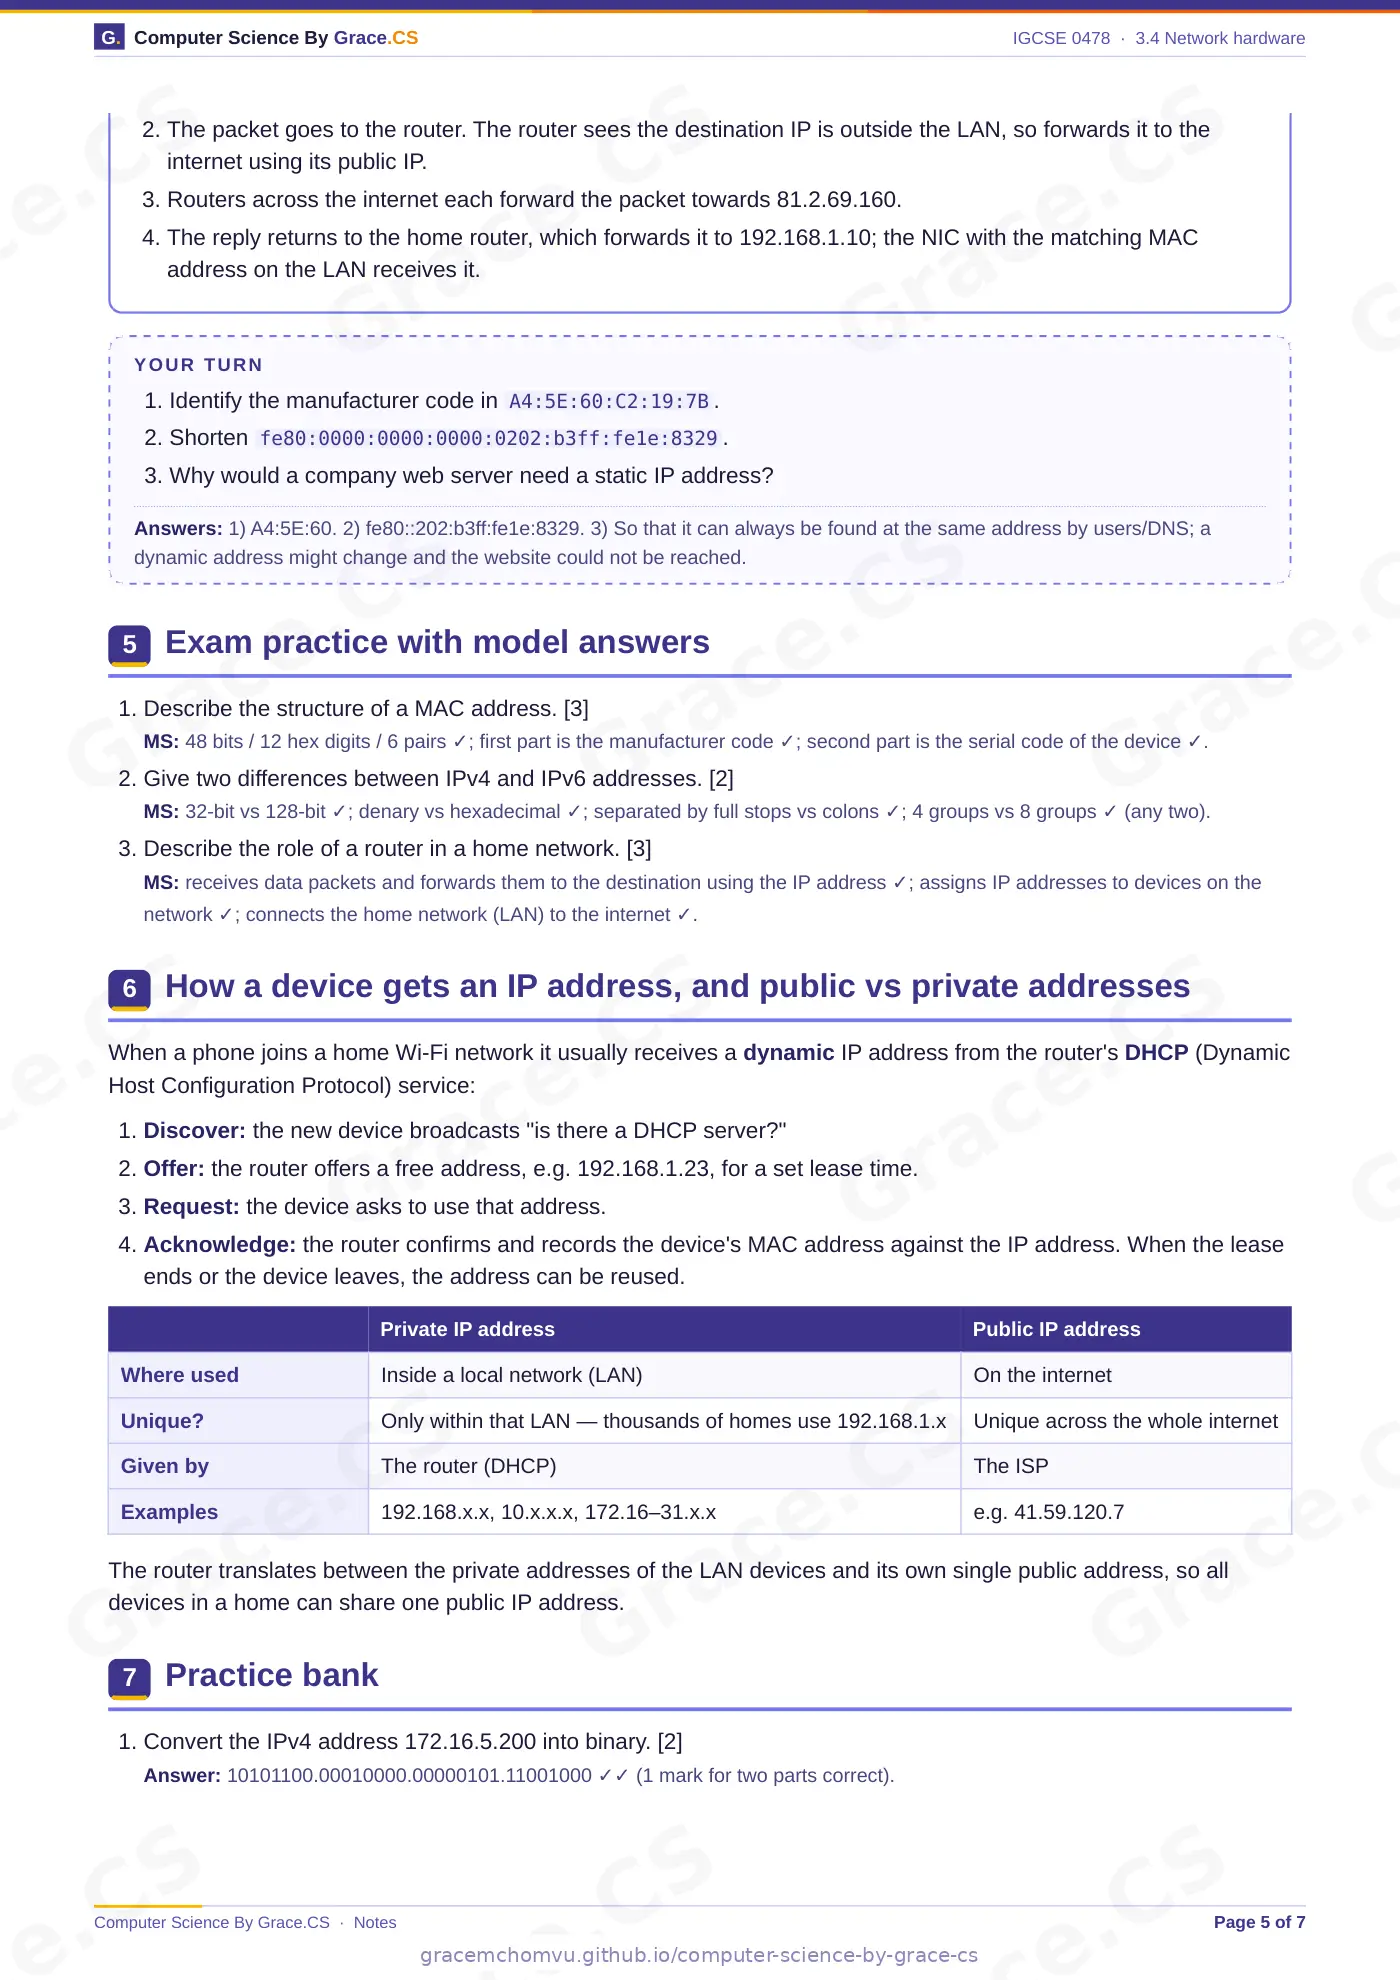 G. Computer Science By Grace.CS
IGCSE 0478 · 3.4 Network hardware
2. The packet goes to the router. The router sees the destination IP is outside the LAN, so forwards it to the
internet using its public IP.
3. Routers across the internet each forward the packet towards 81.2.69.160.
4. The reply returns to the home router, which forwards it to 192.168.1.10; the NIC with the matching MAC
address on the LAN receives it.
YOUR TURN
1. Identify the manufacturer code in A4:5E:60:C2:19:7B.
2. Shorten fe80:0000:0000:0000:0202:b3ff:fe1e:8329.
3. Why would a company web server need a static IP address?
Answers: 1) A4:5E:60. 2) fe80::202:b3ff:fe1e:8329. 3) So that it can always be found at the same address by users/DNS; a
dynamic address might change and the website could not be reached.
5 Exam practice with model answers
1. Describe the structure of a MAC address. [3]
MS: 48 bits / 12 hex digits / 6 pairs ✓; first part is the manufacturer code ✓; second part is the serial code of the device ✓.
2. Give two differences between IPv4 and IPv6 addresses. [2]
MS: 32-bit vs 128-bit ✓; denary vs hexadecimal ✓; separated by full stops vs colons ✓; 4 groups vs 8 groups ✓ (any two).
3. Describe the role of a router in a home network. [3]
MS: receives data packets and forwards them to the destination using the IP address ✓; assigns IP addresses to devices on the
network ✓; connects the home network (LAN) to the internet ✓.
6 How a device gets an IP address, and public vs private addresses
When a phone joins a home Wi-Fi network it usually receives a dynamic IP address from the router's DHCP (Dynamic
Host Configuration Protocol) service:
1. Discover: the new device broadcasts "is there a DHCP server?"
2. Offer: the router offers a free address, e.g. 192.168.1.23, for a set lease time.
3. Request: the device asks to use that address.
4. Acknowledge: the router confirms and records the device's MAC address against the IP address. When the lease
ends or the device leaves, the address can be reused.
Private IP address Public IP address
Where used Inside a local network (LAN) On the internet
Unique? Only within that LAN — thousands of homes use 192.168.1.x Unique across the whole internet
Given by The router (DHCP) The ISP
Examples 192.168.x.x, 10.x.x.x, 172.16–31.x.x e.g. 41.59.120.7
The router translates between the private addresses of the LAN devices and its own single public address, so all
devices in a home can share one public IP address.
7 Practice bank
1. Convert the IPv4 address 172.16.5.200 into binary. [2]
Answer: 10101100.00010000.00000101.11001000 ✓✓ (1 mark for two parts correct).
Computer Science By Grace.CS · Notes
Page 5 of 7
gracemchomvu.github.io/computer-science-by-grace-cs